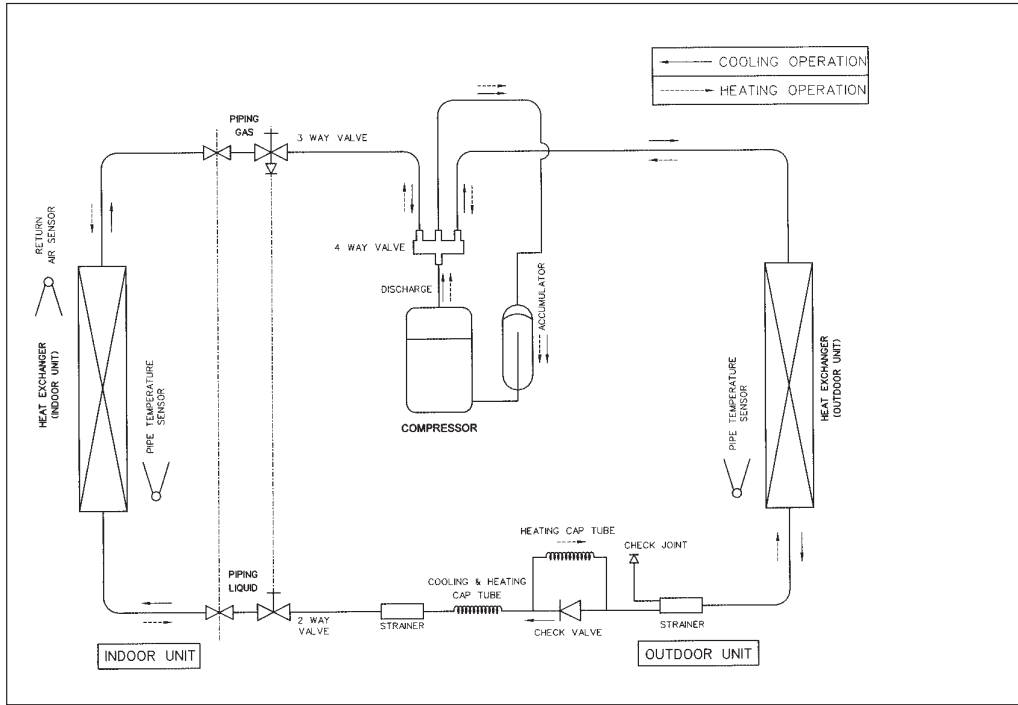 COOLING OPERATION
HEATING OPERATION
PIPING
GAS
3 WAY VALVE
RETURN
AIR SENSOR
4 WAY VALVE
DISCHARGE
ACCUMULATOR
HEAT EXCHANGER
(INDOOR UNIT)
PIPE TEMPERATURE
SENSOR
COMPRESSOR
PIPE TEMPERATURE
SENSOR
HEAT EXCHANGER
(OUTDOOR UNIT)
HEATING CAP TUBE
CHECK JOINT
PIPING
LIQUID
COOLING & HEATING
CAP TUBE
2 WAY
VALVE
STRAINER
CHECK VALVE
STRAINER
INDOOR UNIT
OUTDOOR UNIT